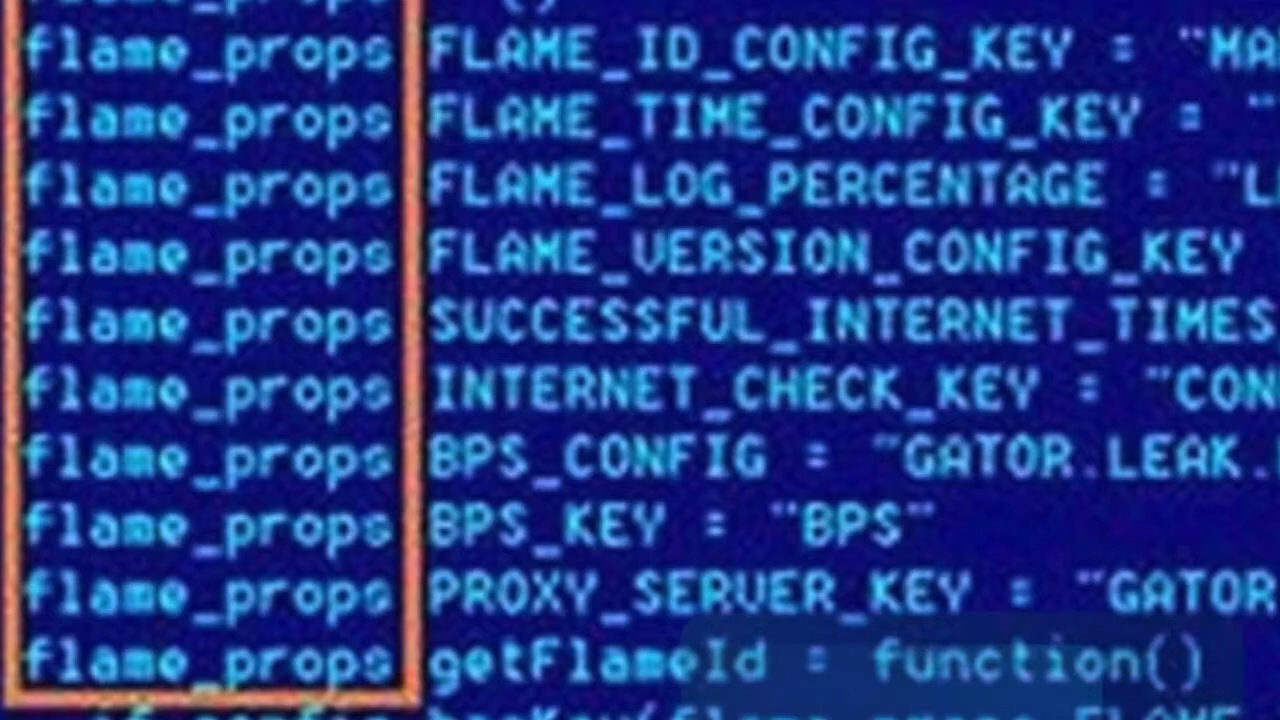 flame_props FLAME_ID_CONFIG_KEY = "MA
flame_props FLAME_TIME_CONFIG_KEY = "
flame_props FLAME_LOG_PERCENTAGE = "L
flame_props FLAME_VERSION_CONFIG_KEY
flame_props SUCCESSFUL_INTERNET_TIMES
flame_props INTERNET_CHECK_KEY = "CON
flame_props BPS_CONFIG = "GATOR.LEAK.
flame_props BPS_KEY = "BPS"
flame_props PROXY_SERVER_KEY = "GATOR
flame_props getFlameId = function()